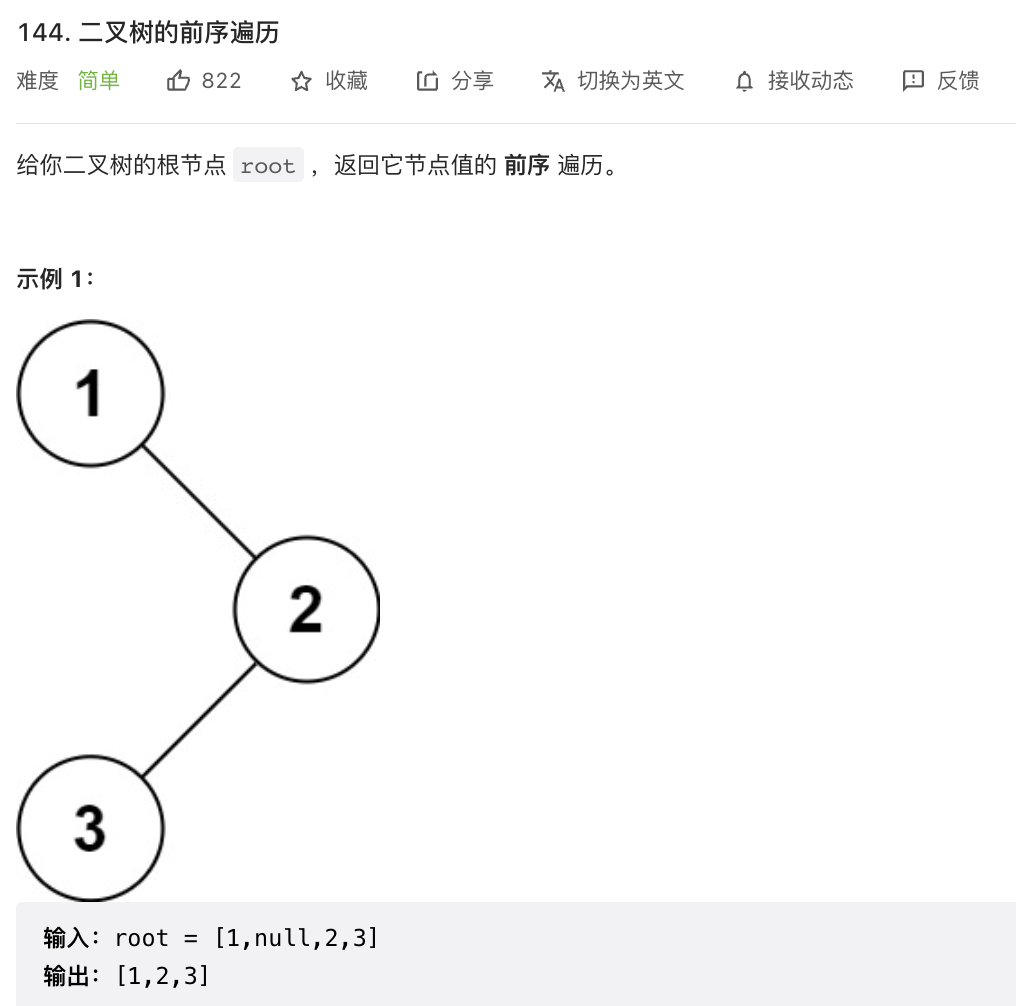 144. 二叉树的前序遍历
难度 简单 822 收藏 分享 切换为英文 接收动态 反馈
给你二叉树的根节点 root ，返回它节点值的 前序 遍历。
示例 1：
1
2
3
输入：root = [1,null,2,3]
输出：[1,2,3]